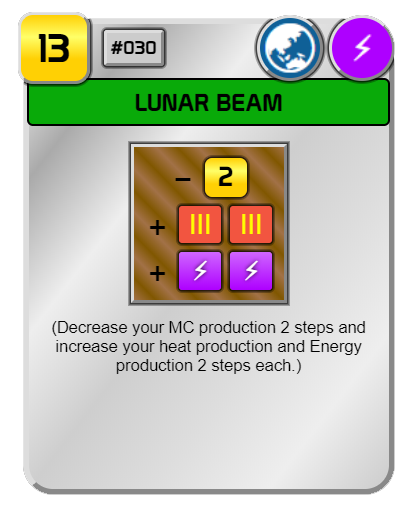 13 #030
LUNAR BEAM
- 2
+
+
(Decrease your MC production 2 steps and
increase your heat production and Energy
production 2 steps each.)